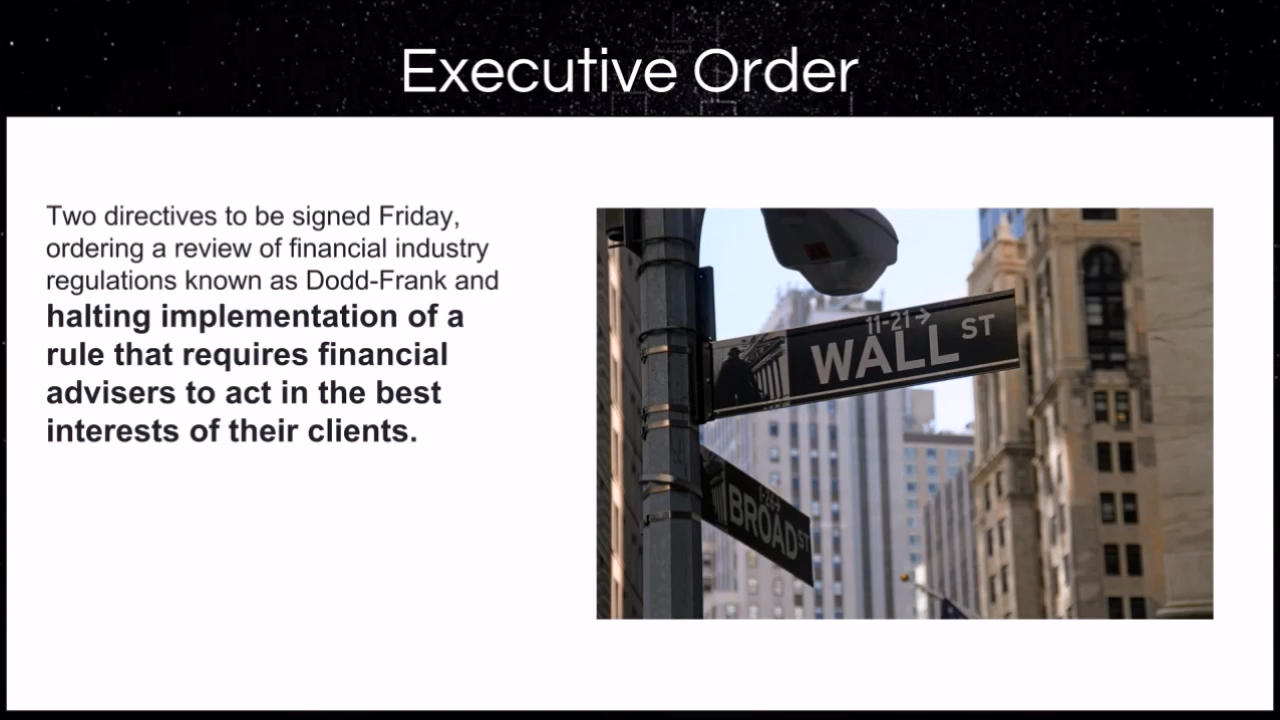 Executive Order
Two directives to be signed Friday,
ordering a review of financial industry
regulations known as Dodd-Frank and
halting implementation of a
rule that requires financial
advisers to act in the best
interests of their clients.
11-21→
WALL ST
BROAD ST